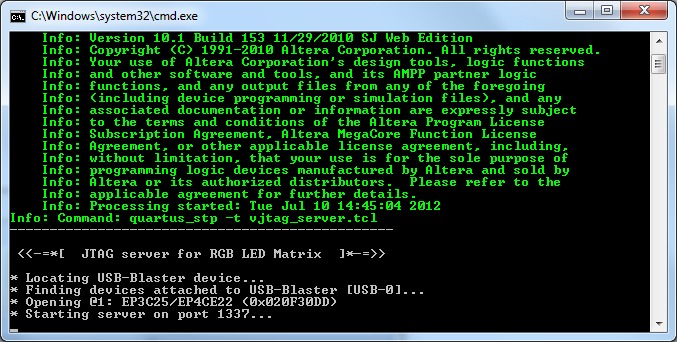 C:\Windows\system32\cmd.exe
Info: Version 10.1 Build 153 11/29/2010 SJ Web Edition
Info: Copyright (C) 1991-2010 Altera Corporation. All rights reserved.
Info: Your use of Altera Corporation's design tools, logic functions
Info: and other software and tools, and its AMPP partner logic
Info: functions, and any output files from any of the foregoing
Info: (including device programming or simulation files), and any
Info: associated documentation or information are expressly subject
Info: to the terms and conditions of the Altera Program License
Info: Subscription Agreement, Altera MegaCore Function License
Info: Agreement, or other applicable license agreement, including,
Info: without limitation, that your use is for the sole purpose of
Info: programming logic devices manufactured by Altera and sold by
Info: Altera or its authorized distributors.  Please refer to the
Info: applicable agreement for further details.
Info: Processing started: Tue Jul 10 14:45:04 2012
Info: Command: quartus_stp -t vjtag_server.tcl
------------------------------------------------
<<-=*[  JTAG server for RGB LED Matrix  ]*-=>>
* Locating USB-Blaster device...
* Finding devices attached to USB-Blaster [USB-0]...
* Opening @1: EP3C25/EP4CE22 (0x020F30DD)
* Starting server on port 1337...